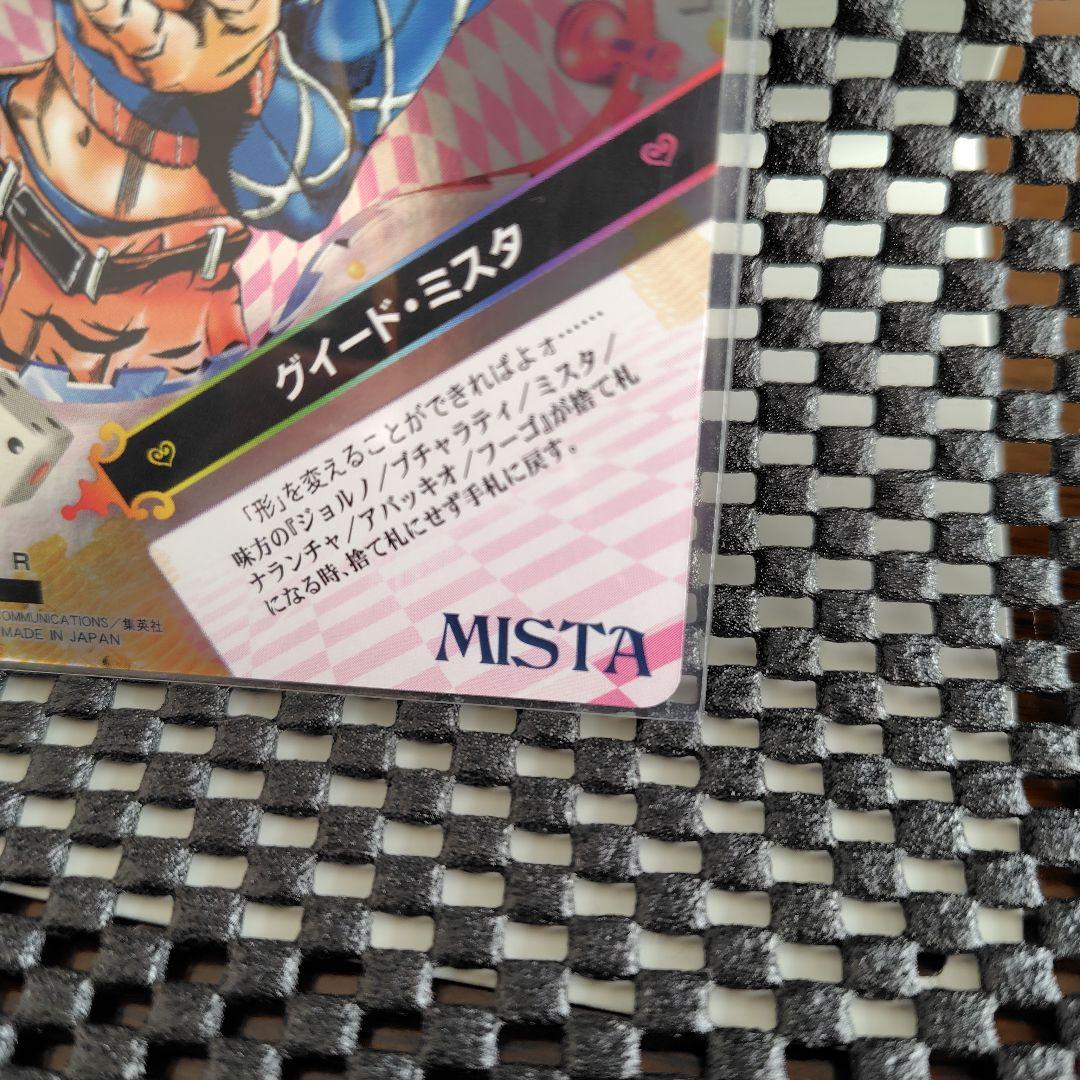 グイード・ミスタ
「形」を変えることができればよォ……
味方の『ジョルノ/ブチャラティ/ミスタ/
ナランチャ/アバッキオ/フーゴ』が捨て札
になる時、捨て札にせず手札に戻す。
MISTA
R
COMMUNICATIONS/集英社
MADE IN JAPAN